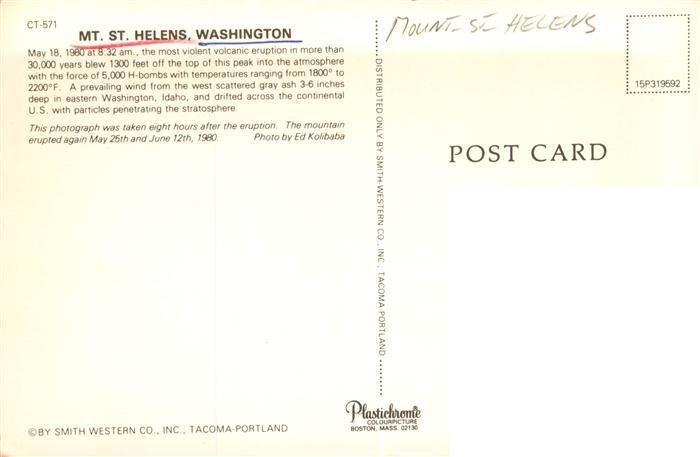 CT-571
MT. ST. HELENS, WASHINGTON
May 18, 1980 at 8:32 am., the most violent volcanic eruption in more than
30,000 years blew 1300 feet off the top of this peak into the atmosphere
with the force of 5,000 H-bombs with temperatures ranging from 1800° to
2200°F. A prevailing wind from the west scattered gray ash 3-6 inches
deep in eastern Washington, Idaho, and drifted across the continental
U.S. with particles penetrating the stratosphere.
This photograph was taken eight hours after the eruption. The mountain
erupted again May 25th and June 12th, 1980. Photo by Ed Kolibaba
©BY SMITH WESTERN CO., INC., TACOMA-PORTLAND
DISTRIBUTED ONLY BY SMITH-WESTERN CO., TACOMA-PORTLAND
MOUNT ST HELENS
15P319592
POST CARD
Plastichrome®
COLOURPICTURE
BOSTON, MASS. 02130